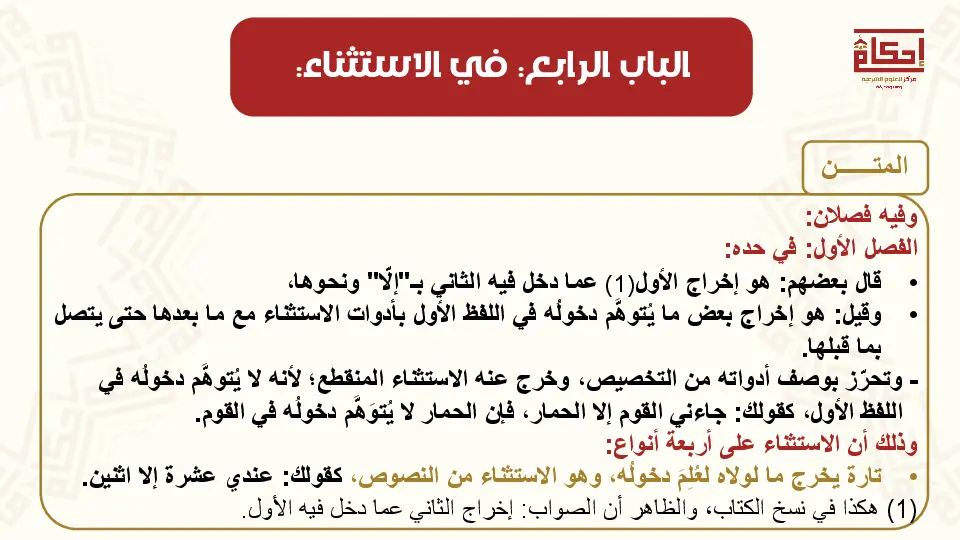 إحكام
مركز للعلوم الشرعية
الباب الرابع: في الاستثناء:
المتـــــن
وفيه فصلان:
الفصل الأول: في حده:
• قال بعضهم: هو إخراج الأول(1) عما دخل فيه الثاني بـ"إلّا" ونحوها،
• وقيل: هو إخراج بعض ما يُتوهَّم دخولُه في اللفظ الأول بأدوات الاستثناء مع ما بعدها حتى يتصل
بما قبلها.
- وتحرّز بوصف أدواته من التخصيص، وخرج عنه الاستثناء المنقطع؛ لأنه لا يُتوهَّم دخولُه في
اللفظ الأول، كقولك: جاءني القوم إلا الحمار، فإن الحمار لا يُتوَهَّم دخولُه في القوم.
وذلك أن الاستثناء على أربعة أنواع:
• تارة يخرج ما لولاه لعُلِمَ دخولُه، وهو الاستثناء من النصوص، كقولك: عندي عشرة إلا اثنين.
(1) هكذا في نسخ الكتاب، والظاهر أن الصواب: إخراج الثاني عما دخل فيه الأول.